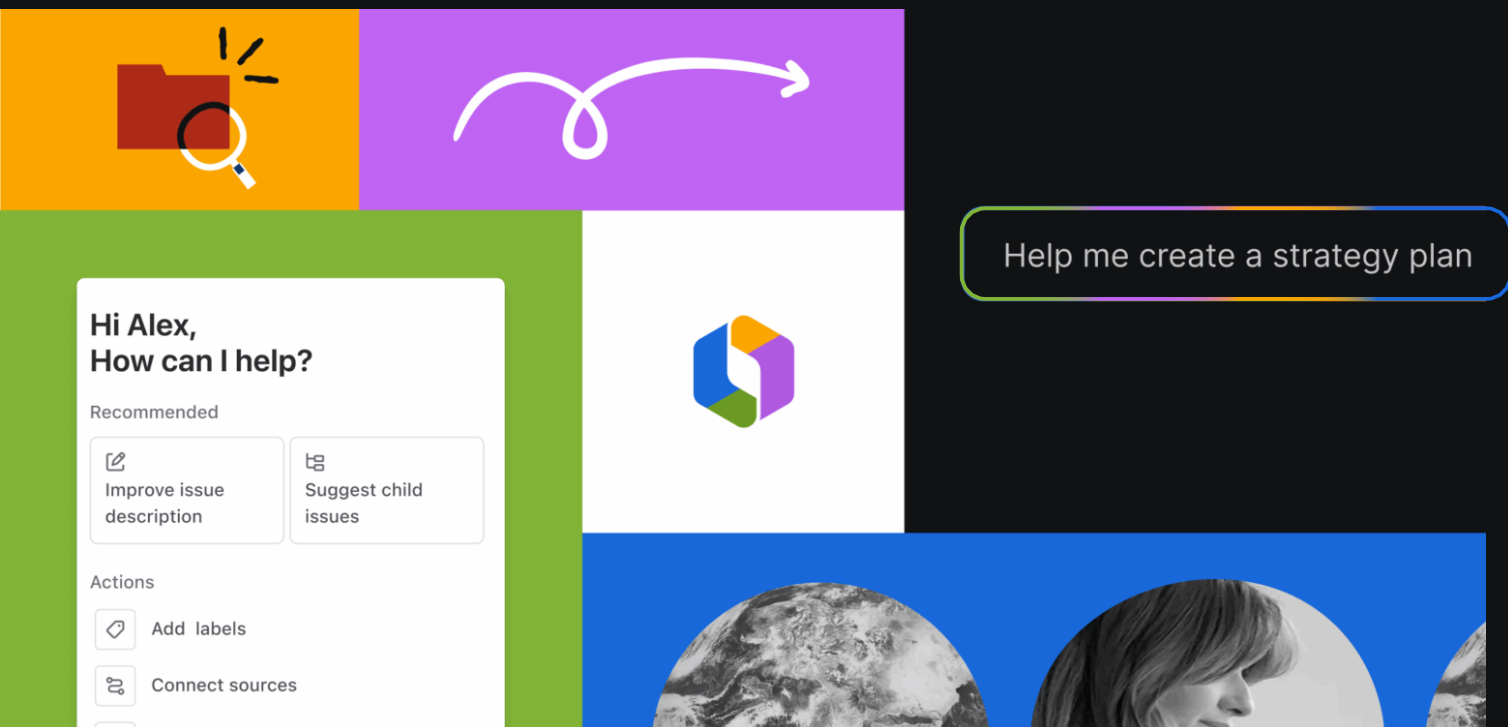 Help me create a strategy plan
Hi Alex,
How can I help?
Recommended
Improve issue
description
Suggest child
issues
Actions
Add labels
Connect sources